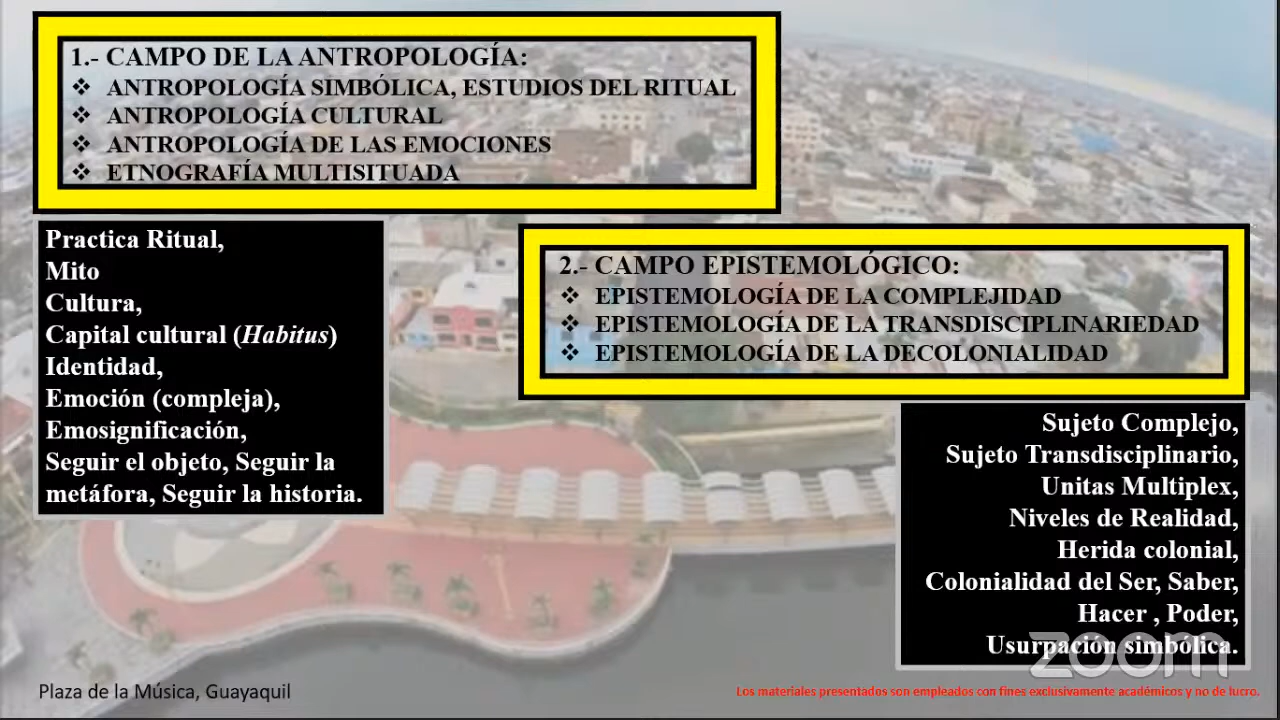 1.- CAMPO DE LA ANTROPOLOGÍA:
❖ ANTROPOLOGÍA SIMBÓLICA, ESTUDIOS DEL RITUAL
❖ ANTROPOLOGÍA CULTURAL
❖ ANTROPOLOGÍA DE LAS EMOCIONES
❖ ETNOGRAFÍA MULTISITUADA
Practica Ritual,
Mito
Cultura,
Capital cultural (Habitus)
Identidad,
Emoción (compleja),
Emosignificación,
Seguir el objeto, Seguir la
metáfora, Seguir la historia.
2.- CAMPO EPISTEMOLÓGICO:
❖ EPISTEMOLOGÍA DE LA COMPLEJIDAD
❖ EPISTEMOLOGÍA DE LA TRANSDISCIPLINARIEDAD
❖ EPISTEMOLOGÍA DE LA DECOLONIALIDAD
Sujeto Complejo,
Sujeto Transdisciplinario,
Unitas Multiplex,
Niveles de Realidad,
Herida colonial,
Colonialidad del Ser, Saber,
Hacer , Poder,
Usurpación simbólica.
zoom
Plaza de la Música, Guayaquil
Los materiales presentados son empleados con fines exclusivamente académicos y no de lucro.